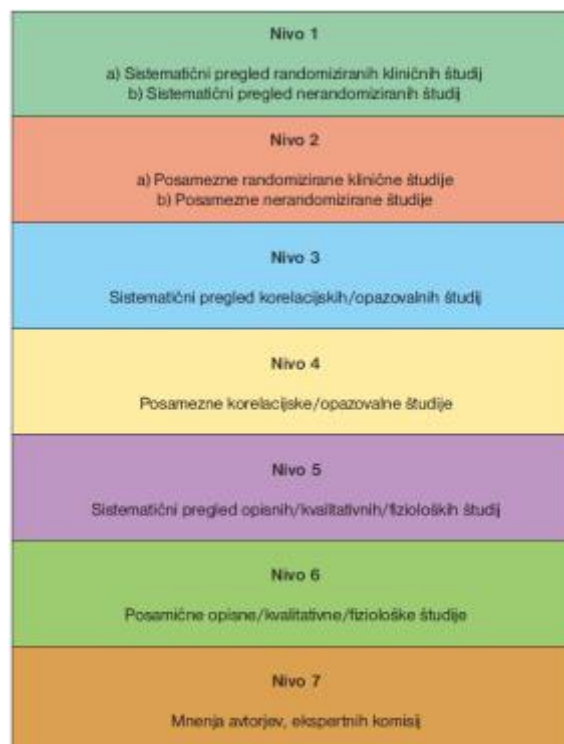 Nivo 1
a) Sistematični pregled randomiziranih kliničnih študij
b) Sistematični pregled nerandomiziranih študij
Nivo 2
a) Posamezne randomizirane klinične študije
b) Posamezne nerandomizirane študije
Nivo 3
Sistematični pregled korelacijskih/opazovalnih študij
Nivo 4
Posamezne korelacijske/opazovalne študije
Nivo 5
Sistematični pregled opisnih/kvalitativnih/fizioloških študij
Nivo 6
Posamične opisne/kvalitativne/fiziološke študije
Nivo 7
Mnenja avtorjev, ekspertnih komisij